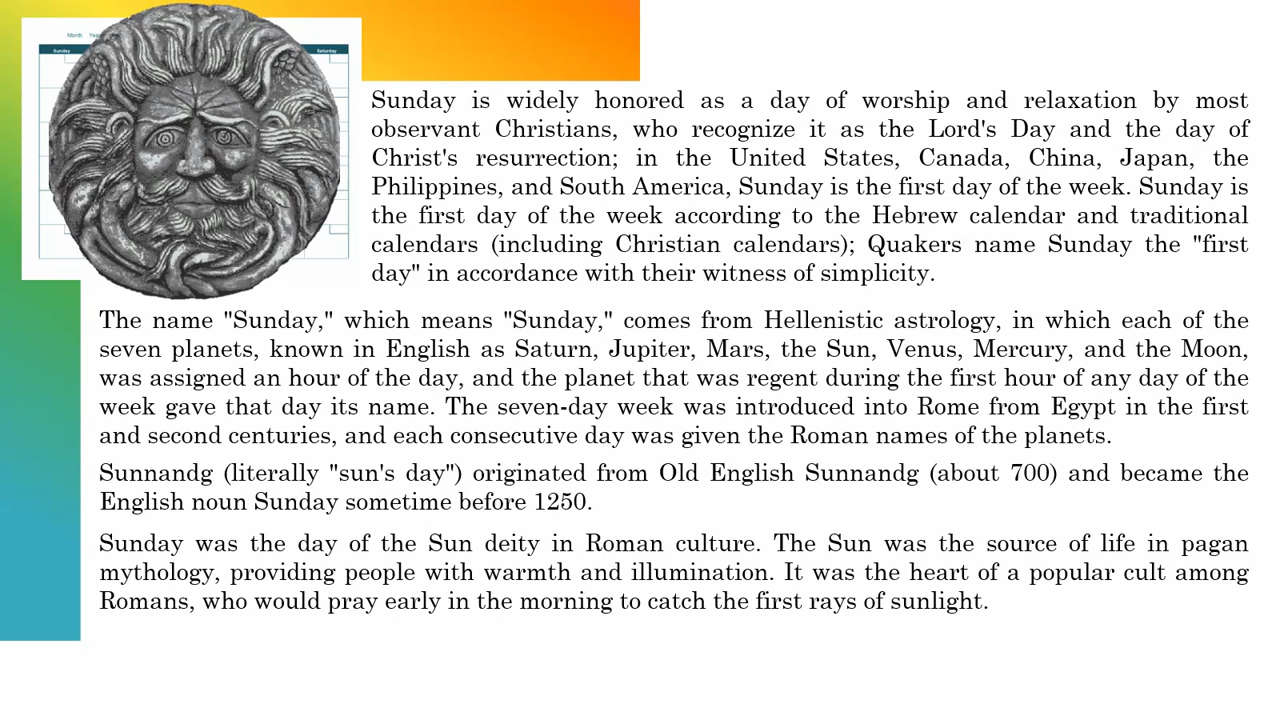 Month Year
Sunday
Saturday
Sunday is widely honored as a day of worship and relaxation by most
observant Christians, who recognize it as the Lord's Day and the day of
Christ's resurrection; in the United States, Canada, China, Japan, the
Philippines, and South America, Sunday is the first day of the week. Sunday is
the first day of the week according to the Hebrew calendar and traditional
calendars (including Christian calendars); Quakers name Sunday the "first
day" in accordance with their witness of simplicity.
The name "Sunday," which means "Sunday," comes from Hellenistic astrology, in which each of the
seven planets, known in English as Saturn, Jupiter, Mars, the Sun, Venus, Mercury, and the Moon,
was assigned an hour of the day, and the planet that was regent during the first hour of any day of the
week gave that day its name. The seven-day week was introduced into Rome from Egypt in the first
and second centuries, and each consecutive day was given the Roman names of the planets.
Sunnandg (literally "sun's day") originated from Old English Sunnandg (about 700) and became the
English noun Sunday sometime before 1250.
Sunday was the day of the Sun deity in Roman culture. The Sun was the source of life in pagan
mythology, providing people with warmth and illumination. It was the heart of a popular cult among
Romans, who would pray early in the morning to catch the first rays of sunlight.